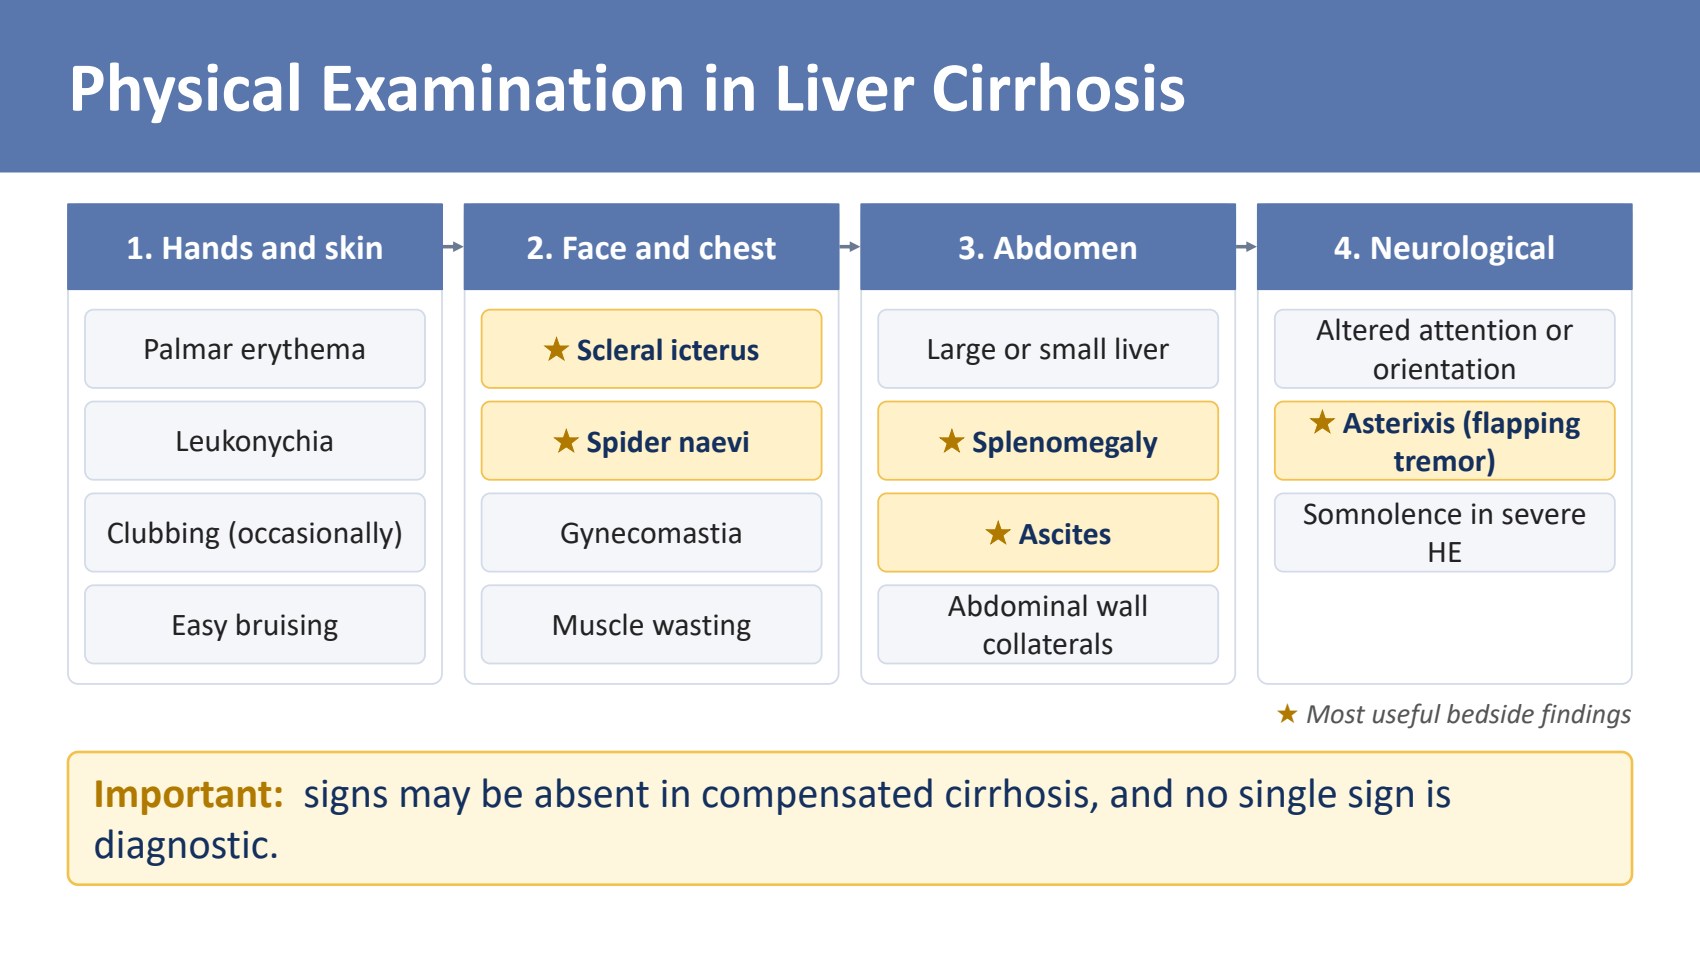 Physical Examination in Liver Cirrhosis
1. Hands and skin
Palmar erythema
Leukonychia
Clubbing (occasionally)
Easy bruising
2. Face and chest
★ Scleral icterus
★ Spider naevi
Gynecomastia
Muscle wasting
3. Abdomen
Large or small liver
★ Splenomegaly
★ Ascites
Abdominal wall
collaterals
4. Neurological
Altered attention or
orientation
★ Asterixis (flapping
tremor)
Somnolence in severe
HE
★ Most useful bedside findings
Important: signs may be absent in compensated cirrhosis, and no single sign is
diagnostic.